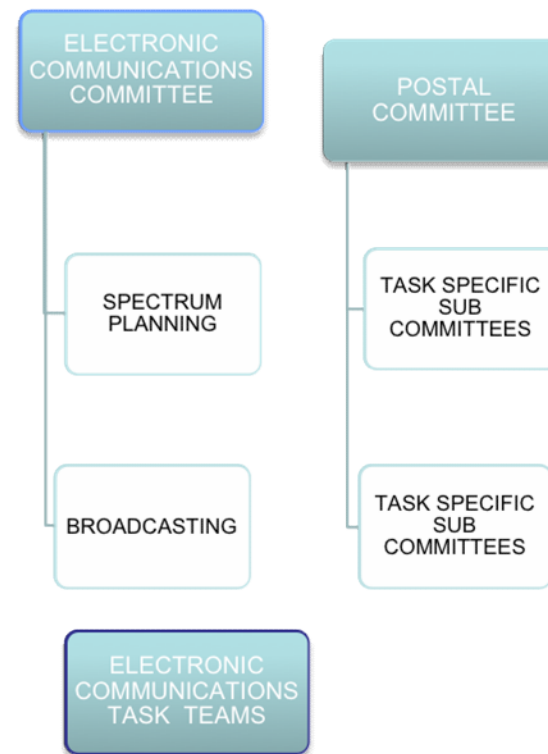 ELECTRONIC
COMMUNICATIONS
COMMITTEE
SPECTRUM
PLANNING
BROADCASTING
ELECTRONIC
COMMUNICATIONS
TASK TEAMS
POSTAL
COMMITTEE
TASK SPECIFIC
SUB
COMMITTEES
TASK SPECIFIC
SUB
COMMITTEES